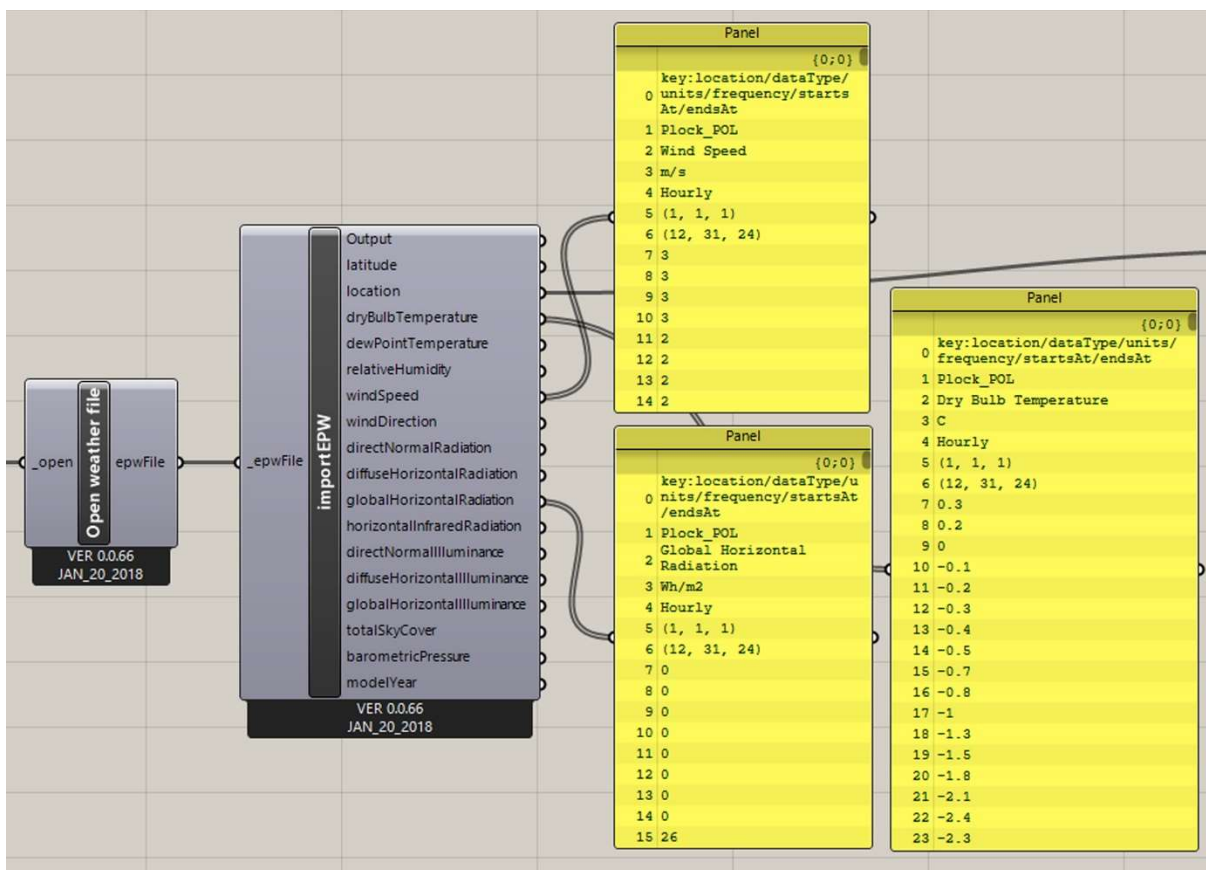 _open
Open weather file
epwFile
VER 0.0.66
JAN_20_2018
_epwFile
importEPW
Output
latitude
location
dryBulbTemperature
dewPointTemperature
relativeHumidity
windSpeed
windDirection
directNormalRadiation
diffuseHorizontalRadiation
globalHorizontalRadiation
horizontalInfraredRadiation
directNormalIlluminance
diffuseHorizontalIlluminance
globalHorizontalIlluminance
totalSkyCover
barometricPressure
modelYear
VER 0.0.66
JAN_20_2018
Panel
{0;0}
key:location/dataType/
0 units/frequency/starts
At/endsAt
1 Plock_POL
2 Wind Speed
3 m/s
4 Hourly
5 (1, 1, 1)
6 (12, 31, 24)
7 3
8 3
9 3
10 3
11 2
12 2
13 2
14 2
Panel
{0;0}
key:location/dataType/u
0 nits/frequency/startsAt
/endsAt
1 Plock_POL
Global Horizontal
2 Radiation
3 Wh/m2
4 Hourly
5 (1, 1, 1)
6 (12, 31, 24)
7 0
8 0
9 0
10 0
11 0
12 0
13 0
14 0
15 26
Panel
{0;0}
key:location/dataType/units/
0 frequency/startsAt/endsAt
1 Plock_POL
2 Dry Bulb Temperature
3 C
4 Hourly
5 (1, 1, 1)
6 (12, 31, 24)
7 0.3
8 0.2
9 0
10 -0.1
11 -0.2
12 -0.3
13 -0.4
14 -0.5
15 -0.7
16 -0.8
17 -1
18 -1.3
19 -1.5
20 -1.8
21 -2.1
22 -2.4
23 -2.3